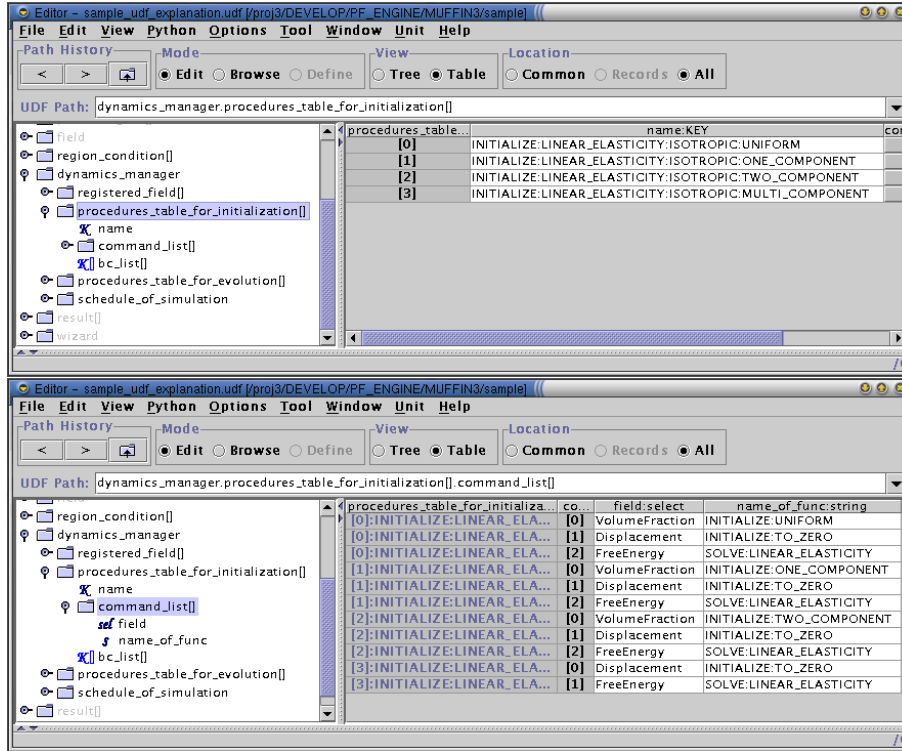 Editor - sample_udf_explanation.udf [/proj3/DEVELOP/PF_ENGINE/MUFFIN3/sample]
File Edit View Python Options Tool Window Unit Help
Path History Mode View Location
< > Edit Browse Define Tree Table Common Records All
UDF Path: dynamics_manager.procedures_table_for_initialization[]
field
region_condition[]
dynamics_manager
registered_field[]
procedures_table_for_initialization[]
K name
command_list[]
K[] bc_list[]
procedures_table_for_evolution[]
schedule_of_simulation
result[]
wizard
procedures_table... name:KEY
[0] INITIALIZE:LINEAR_ELASTICITY:ISOTROPIC:UNIFORM
[1] INITIALIZE:LINEAR_ELASTICITY:ISOTROPIC:ONE_COMPONENT
[2] INITIALIZE:LINEAR_ELASTICITY:ISOTROPIC:TWO_COMPONENT
[3] INITIALIZE:LINEAR_ELASTICITY:ISOTROPIC:MULTI_COMPONENT
Editor - sample_udf_explanation.udf [/proj3/DEVELOP/PF_ENGINE/MUFFIN3/sample]
File Edit View Python Options Tool Window Unit Help
Path History Mode View Location
< > Edit Browse Define Tree Table Common Records All
UDF Path: dynamics_manager.procedures_table_for_initialization[].command_list[]
region_condition[]
dynamics_manager
registered_field[]
procedures_table_for_initialization[]
K name
command_list[]
sel field
s name_of_func
K[] bc_list[]
procedures_table_for_evolution[]
schedule_of_simulation
result[]
procedures_table_for_initializa... co... field:select name_of_func:string
[0]:INITIALIZE:LINEAR_ELA... [0] VolumeFraction INITIALIZE:UNIFORM
[0]:INITIALIZE:LINEAR_ELA... [1] Displacement INITIALIZE:TO_ZERO
[0]:INITIALIZE:LINEAR_ELA... [2] FreeEnergy SOLVE:LINEAR_ELASTICITY
[1]:INITIALIZE:LINEAR_ELA... [0] VolumeFraction INITIALIZE:ONE_COMPONENT
[1]:INITIALIZE:LINEAR_ELA... [1] Displacement INITIALIZE:TO_ZERO
[1]:INITIALIZE:LINEAR_ELA... [2] FreeEnergy SOLVE:LINEAR_ELASTICITY
[2]:INITIALIZE:LINEAR_ELA... [0] VolumeFraction INITIALIZE:TWO_COMPONENT
[2]:INITIALIZE:LINEAR_ELA... [1] Displacement INITIALIZE:TO_ZERO
[2]:INITIALIZE:LINEAR_ELA... [2] FreeEnergy SOLVE:LINEAR_ELASTICITY
[3]:INITIALIZE:LINEAR_ELA... [0] Displacement INITIALIZE:TO_ZERO
[3]:INITIALIZE:LINEAR_ELA... [1] FreeEnergy SOLVE:LINEAR_ELASTICITY